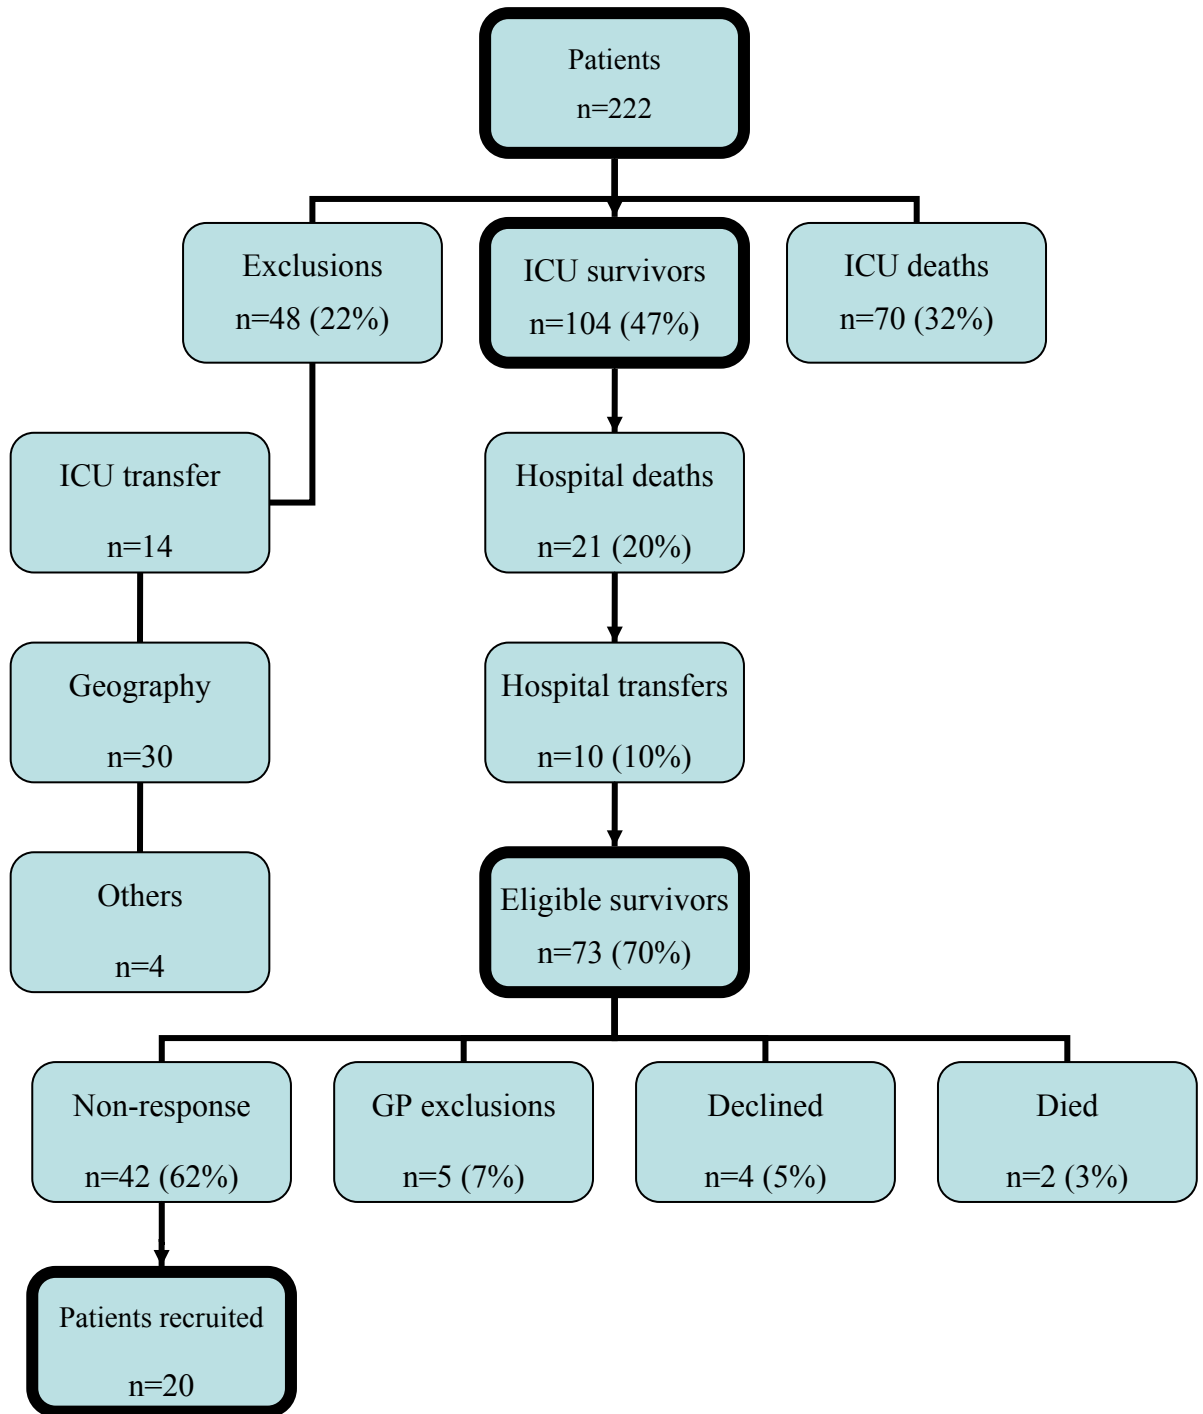 Patients
n=222
Exclusions
n=48 (22%)
ICU survivors
n=104 (47%)
ICU deaths
n=70 (32%)
ICU transfer
n=14
Hospital deaths
n=21 (20%)
Geography
n=30
Hospital transfers
n=10 (10%)
Others
n=4
Eligible survivors
n=73 (70%)
Non-response
n=42 (62%)
GP exclusions
n=5 (7%)
Declined
n=4 (5%)
Died
n=2 (3%)
Patients recruited
n=20